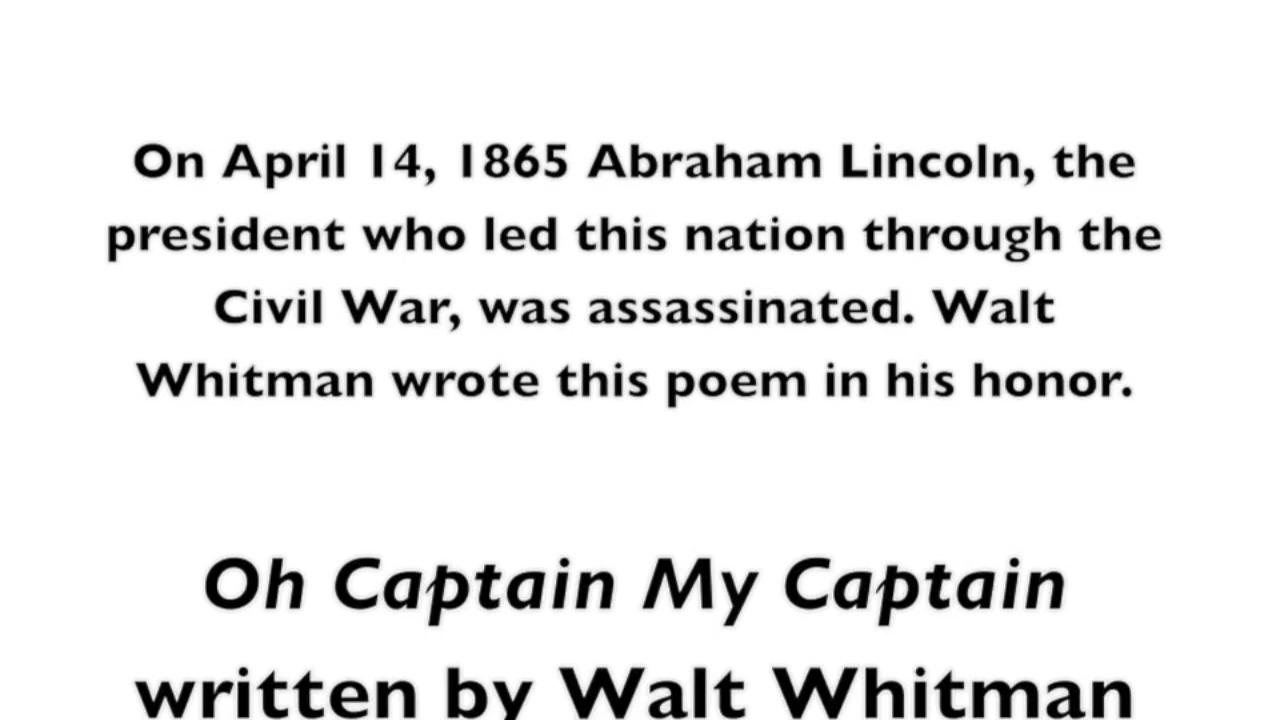 On April 14, 1865 Abraham Lincoln, the
president who led this nation through the
Civil War, was assassinated. Walt
Whitman wrote this poem in his honor.
Oh Captain My Captain
written by Walt Whitman